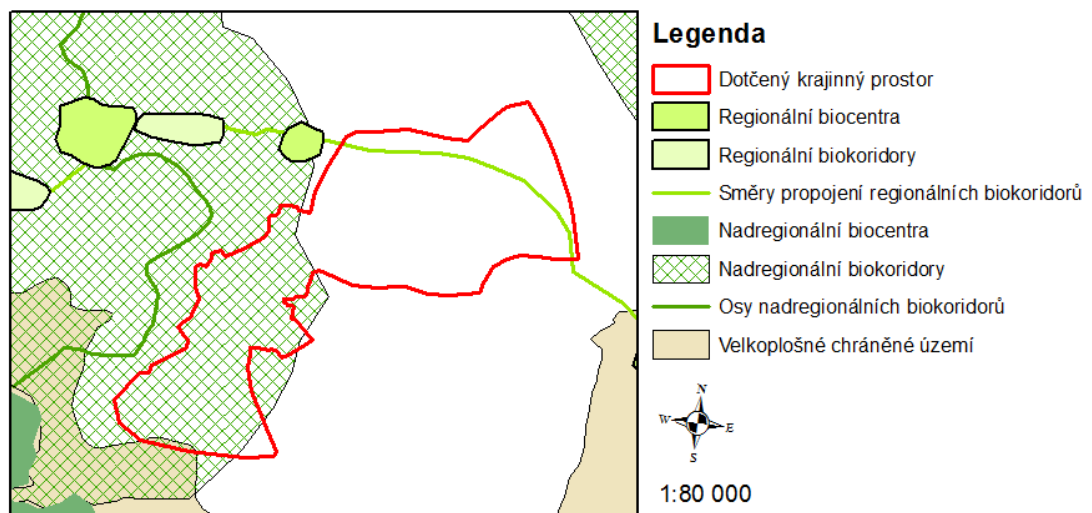 Legenda
Dotčený krajinný prostor
Regionální biocentra
Regionální biokoridory
Směry propojení regionálních biokoridorů
Nadregionální biocentra
Nadregionální biokoridory
Osy nadregionálních biokoridorů
Velkoplošné chráněné území
N
W E
S
1:80 000